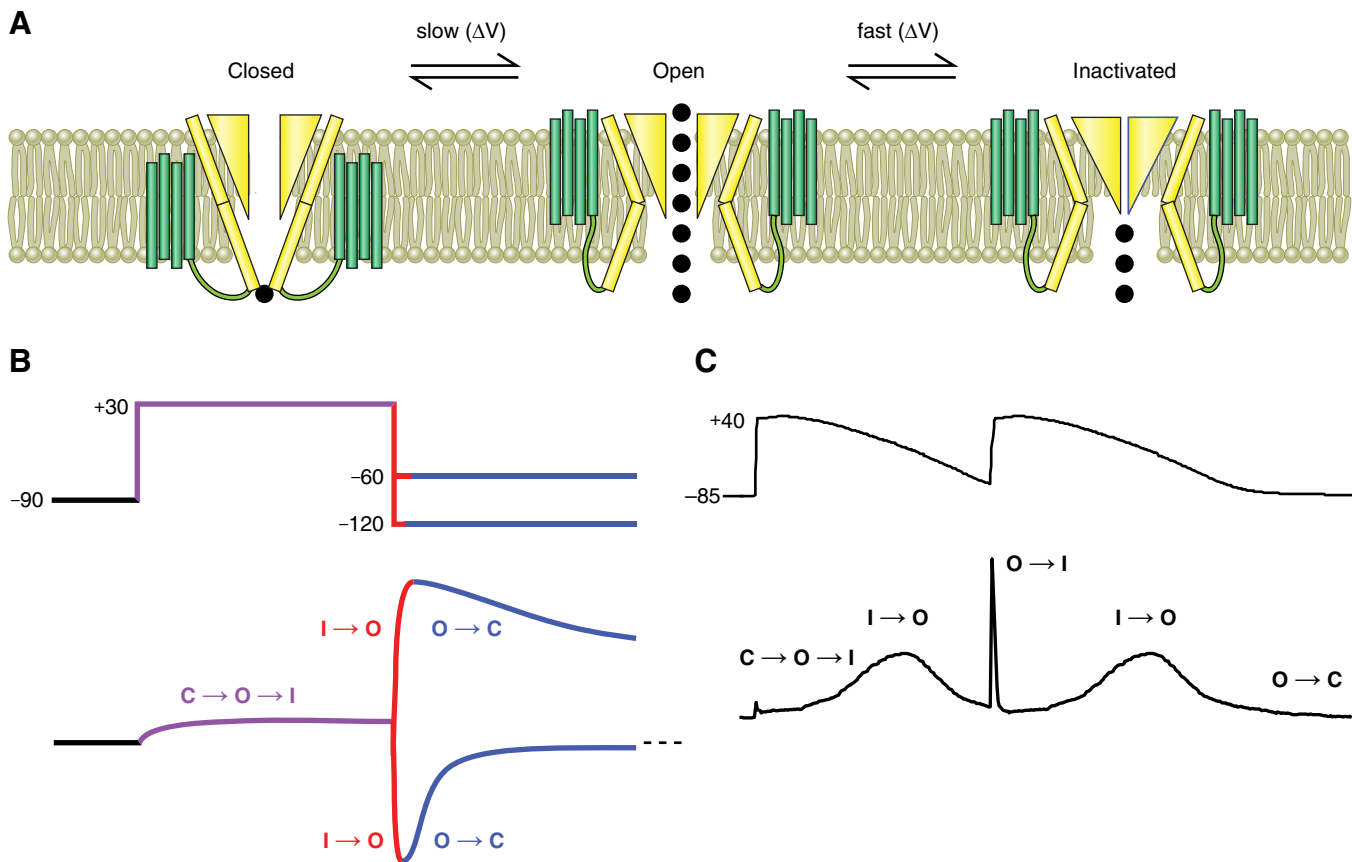 A
slow (ΔV)
fast (ΔV)
Closed
Open
Inactivated
B
+30
−90
−60
−120
I → O
O → C
C → O → I
I → O
O → C
C
+40
−85
O → I
I → O
I → O
C → O → I
O → C